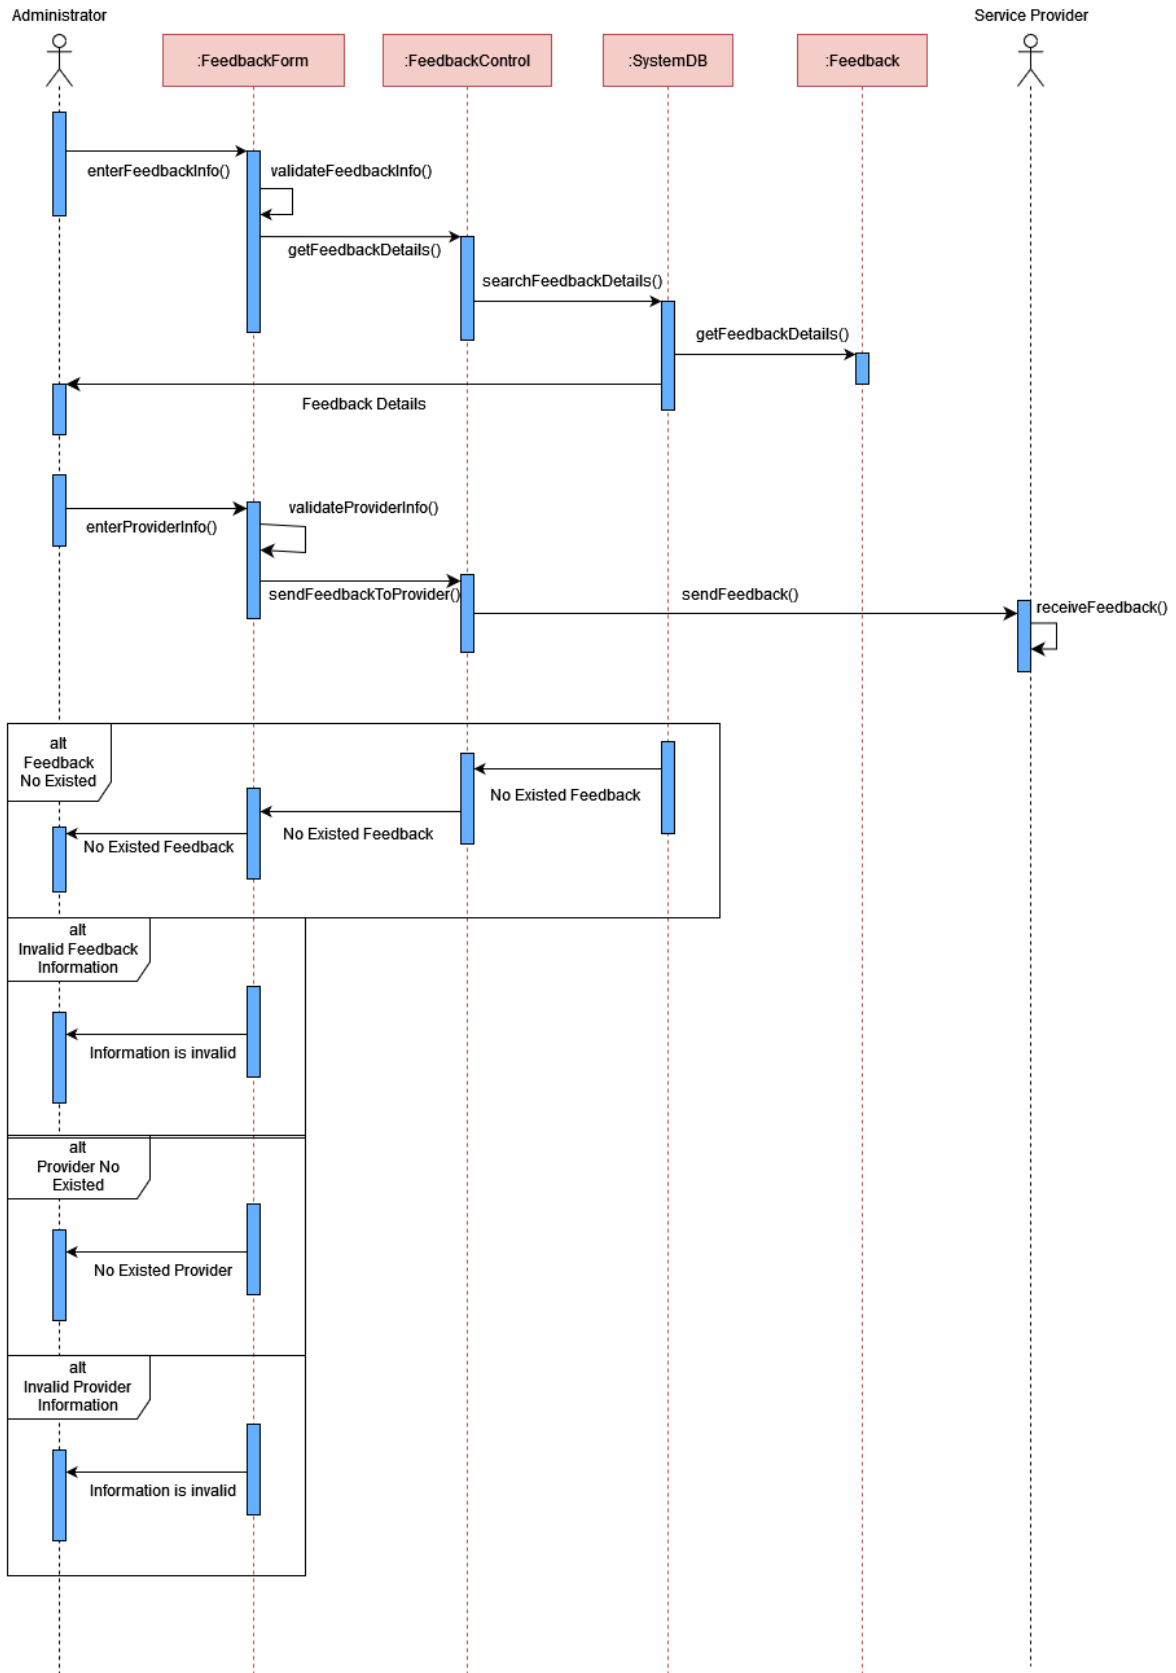 Administrator
Service Provider
:FeedbackForm
:FeedbackControl
:SystemDB
:Feedback
enterFeedbackInfo()
validateFeedbackInfo()
getFeedbackDetails()
searchFeedbackDetails()
getFeedbackDetails()
Feedback Details
enterProviderInfo()
validateProviderInfo()
sendFeedbackToProvider()
sendFeedback()
receiveFeedback()
alt
Feedback
No Existed
No Existed Feedback
No Existed Feedback
No Existed Feedback
alt
Invalid Feedback
Information
Information is invalid
alt
Provider No
Existed
No Existed Provider
alt
Invalid Provider
Information
Information is invalid